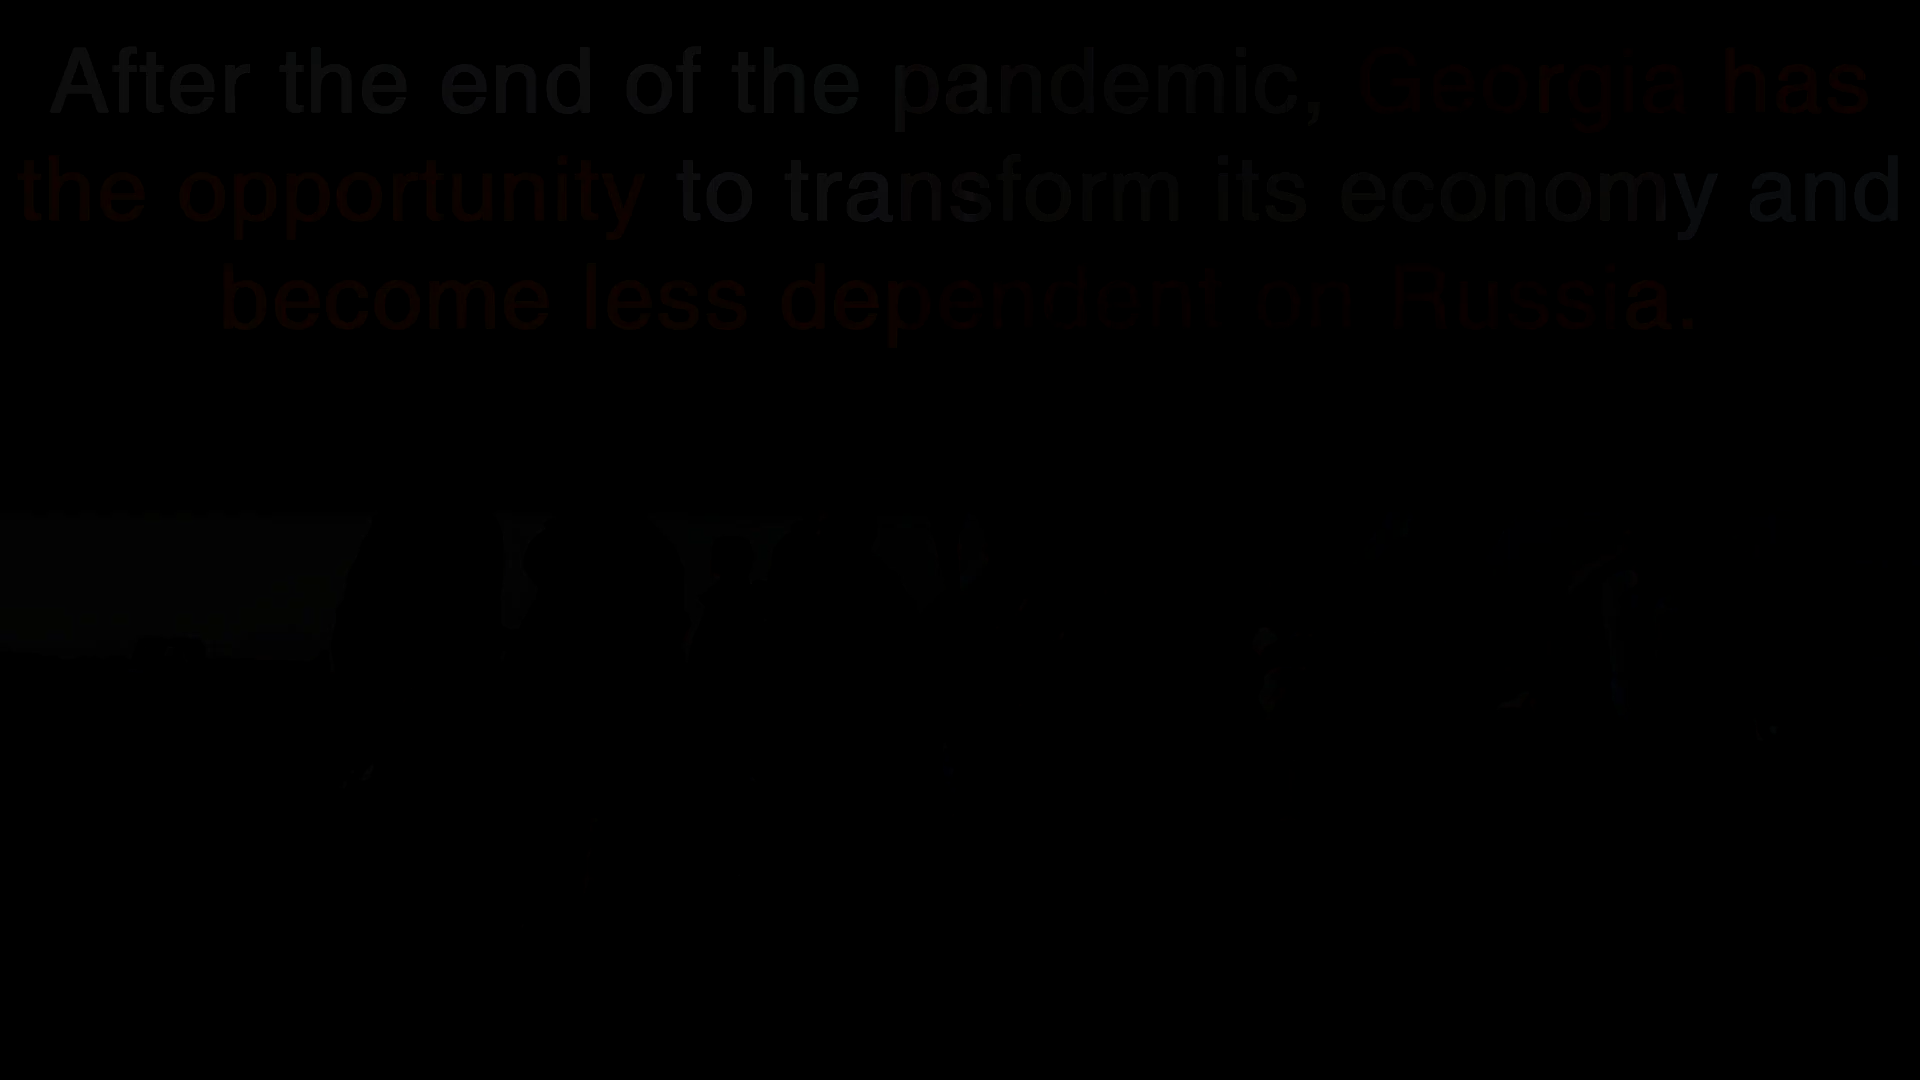 After the end of the pandemic, Georgia has
the opportunity to transform its economy and
become less dependent on Russia.